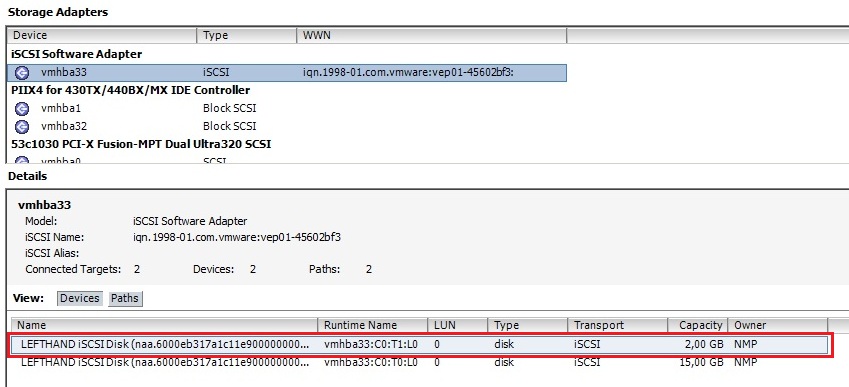 Storage Adapters
Device Type WWN
iSCSI Software Adapter
vmhba33 iSCSI iqn.1998-01.com.vmware:vep01-45602bf3:
PIIX4 for 430TX/440BX/MX IDE Controller
vmhba1 Block SCSI
vmhba32 Block SCSI
53c1030 PCI-X Fusion-MPT Dual Ultra320 SCSI
vmhba0 SCSI
Details
vmhba33
Model: iSCSI Software Adapter
iSCSI Name: iqn.1998-01.com.vmware:vep01-45602bf3
iSCSI Alias:
Connected Targets: 2 Devices: 2 Paths: 2
View: Devices Paths
Name Runtime Name LUN Type Transport Capacity Owner
LEFTHAND iSCSI Disk (naa.6000eb317a1c11e900000000... vmhba33:C0:T1:L0 0 disk iSCSI 2,00 GB NMP
LEFTHAND iSCSI Disk (naa.6000eb317a1c11e900000000... vmhba33:C0:T0:L0 0 disk iSCSI 15,00 GB NMP